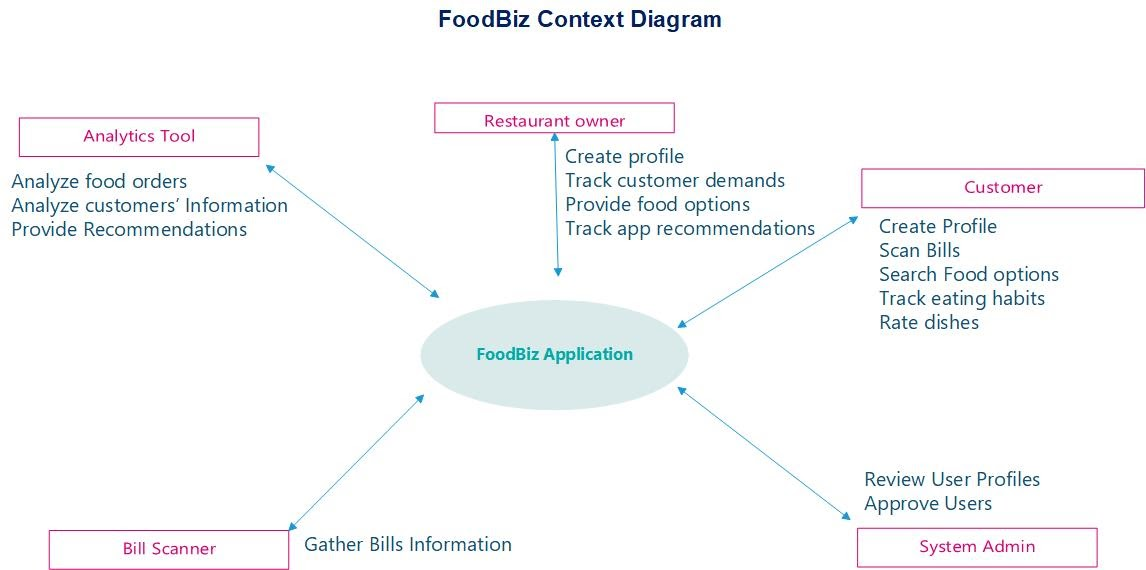 FoodBiz Context Diagram
Analytics Tool
Analyze food orders
Analyze customers’ Information
Provide Recommendations
Restaurant owner
Create profile
Track customer demands
Provide food options
Track app recommendations
Customer
Create Profile
Scan Bills
Search Food options
Track eating habits
Rate dishes
FoodBiz Application
Bill Scanner
Gather Bills Information
Review User Profiles
Approve Users
System Admin